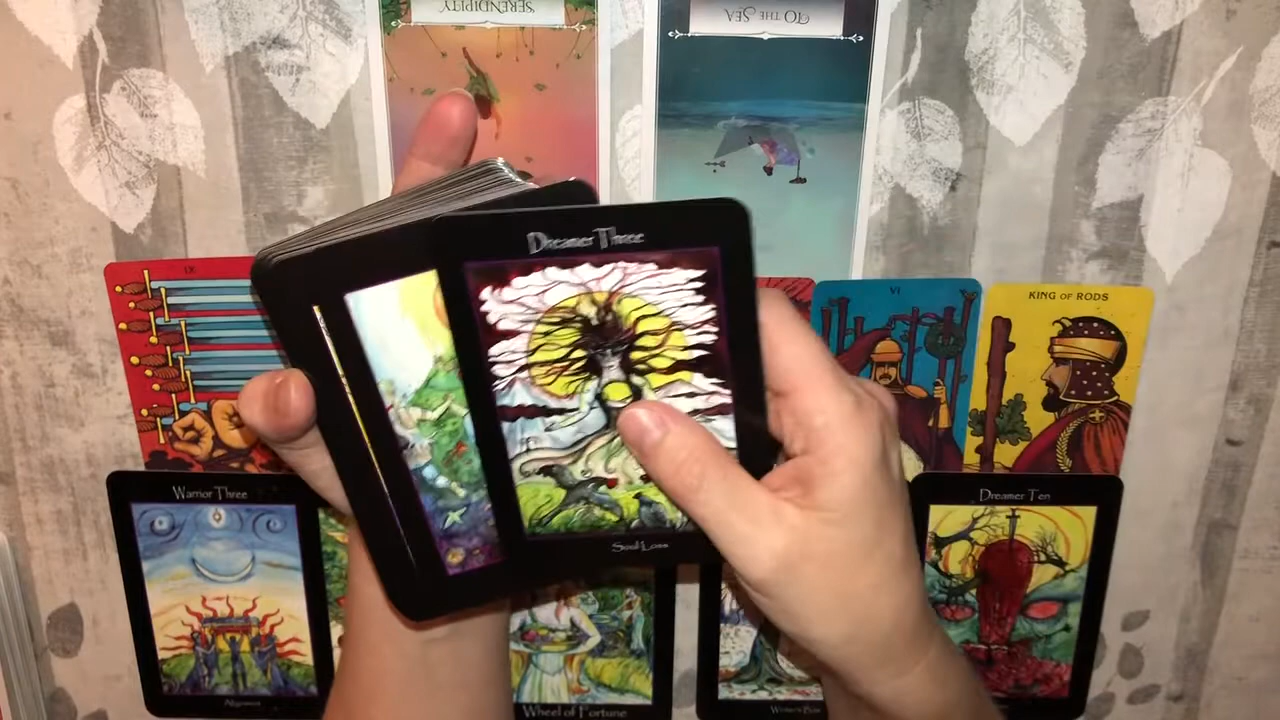 SERENDIPITY
TO THE SEA
Dreamer Three
IX
VI
KING OF RODS
Soul Loss
Warrior Three
Dreamer Ten
Wheel of Fortune